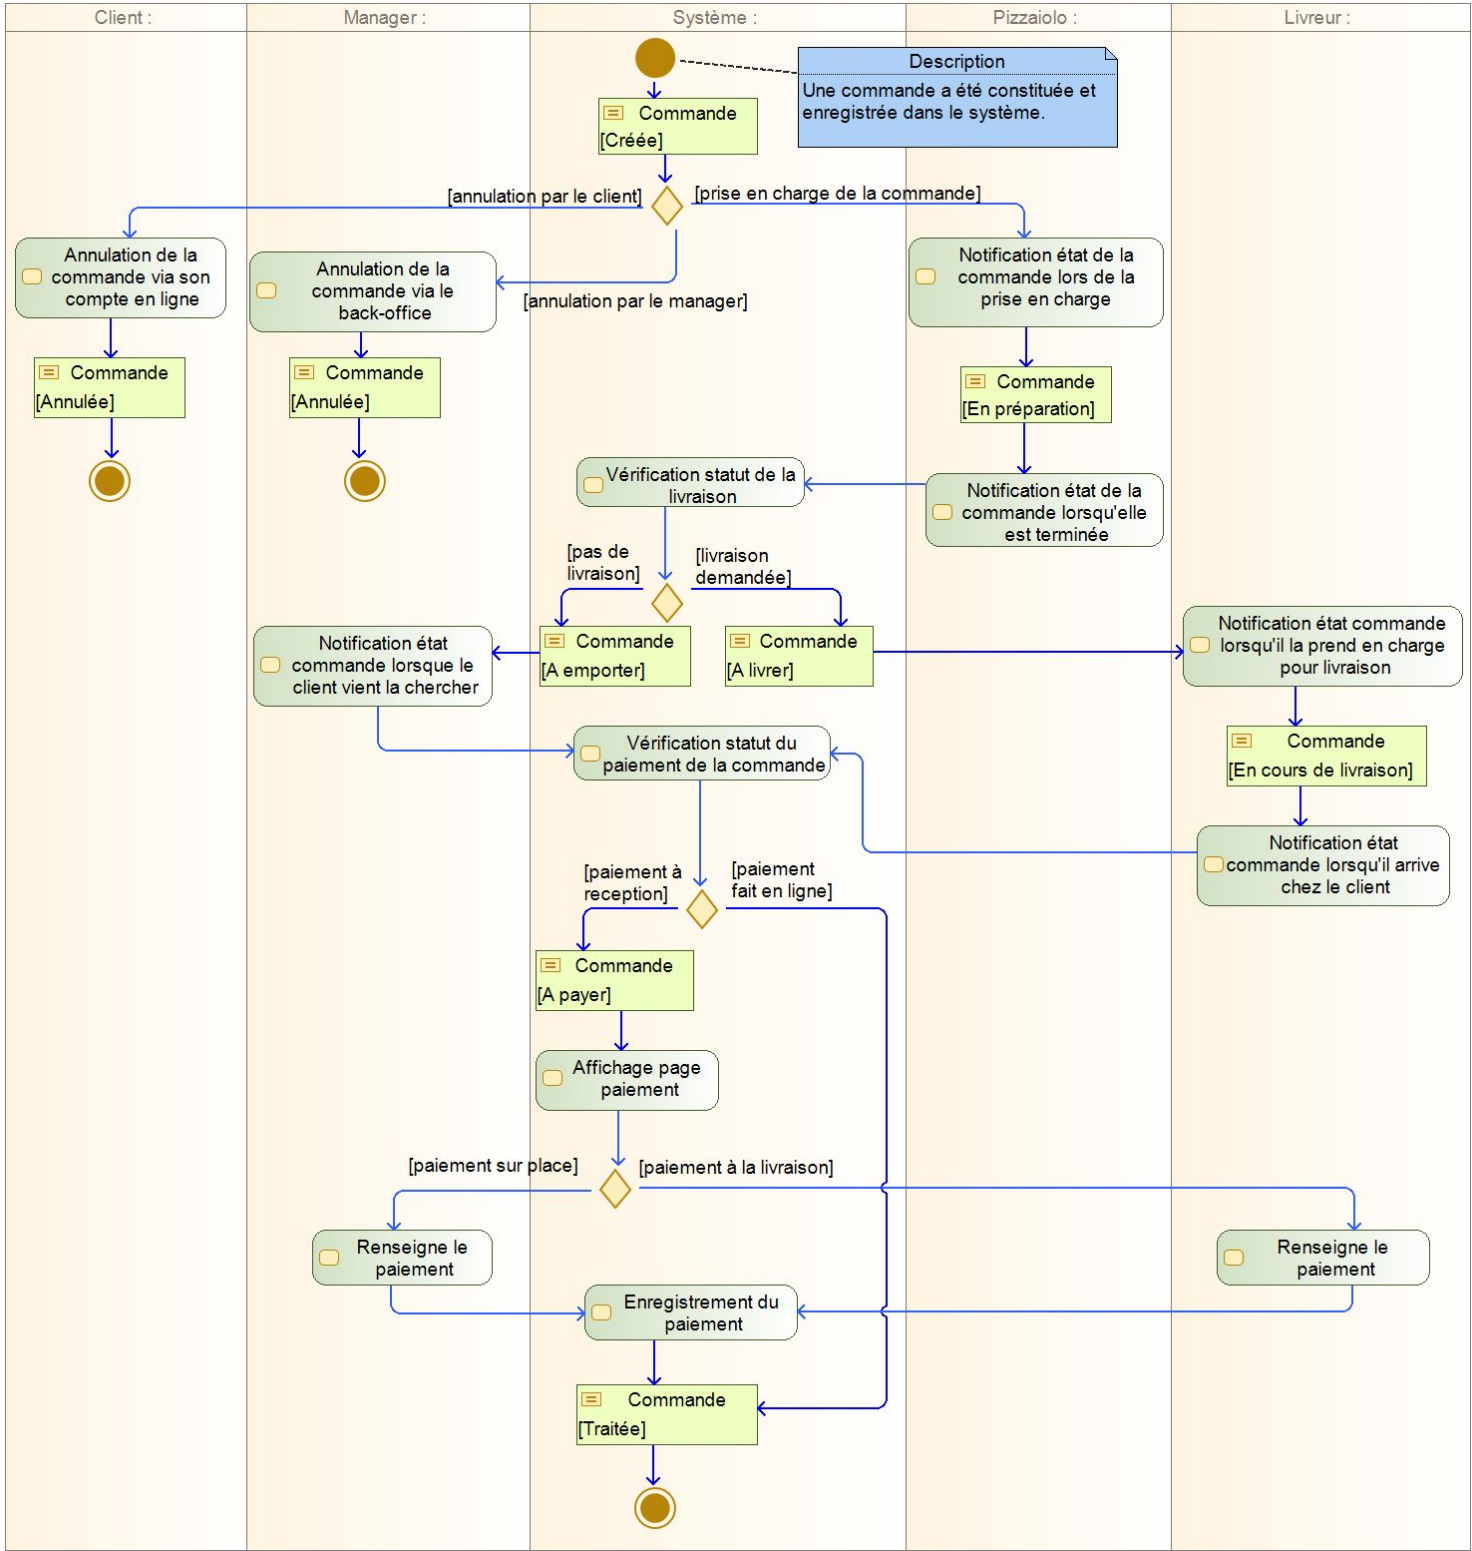 Client :
Manager :
Système :
Pizzaiolo :
Livreur :
Description
Une commande a été constituée et
enregistrée dans le système.
Commande
[Créée]
[annulation par le client]
[prise en charge de la commande]
[annulation par le manager]
Annulation de la
commande via son
compte en ligne
Annulation de la
commande via le
back-office
Notification état de la
commande lors de la
prise en charge
Commande
[Annulée]
Commande
[Annulée]
Commande
[En préparation]
Vérification statut de la
livraison
Notification état de la
commande lorsqu'elle
est terminée
[pas de
livraison]
[livraison
demandée]
Notification état
commande lorsque le
client vient la chercher
Commande
[A emporter]
Commande
[A livrer]
Notification état commande
lorsqu'il la prend en charge
pour livraison
Vérification statut du
paiement de la commande
Commande
[En cours de livraison]
Notification état
commande lorsqu'il arrive
chez le client
[paiement à
reception]
[paiement
fait en ligne]
Commande
[A payer]
Affichage page
paiement
[paiement sur place]
[paiement à la livraison]
Renseigne le
paiement
Renseigne le
paiement
Enregistrement du
paiement
Commande
[Traitée]